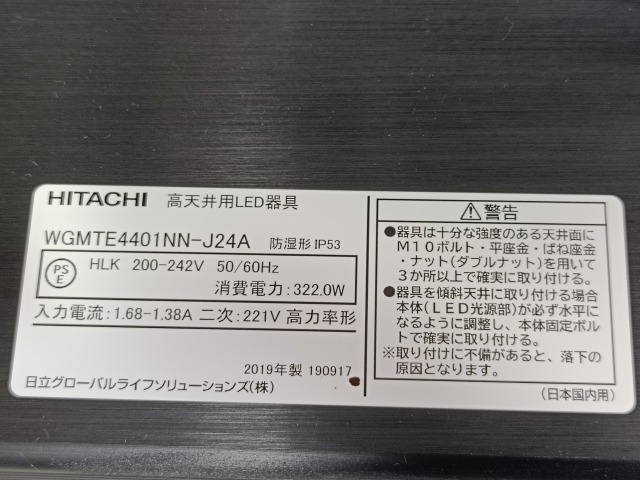 HITACHI 高天井用LED器具
WGMTE4401NN-J24A 防湿形 IP53
PS
E
HLK 200-242V 50/60Hz
消費電力:322.0W
入力電流:1.68-1.38A 二次:221V 高力率形
2019年製 190917
日立グローバルライフソリューションズ(株)
⚠警告
●器具は十分な強度のある天井面に
M10ボルト・平座金・ばね座金
・ナット(ダブルナット)を用いて
3か所以上で確実に取り付ける。
●器具を傾斜天井に取り付ける場合
本体(LED光源部)が必ず水平に
なるように調整し、本体固定ボルト
で確実に取り付ける。
※取り付けに不備があると、落下の
原因となります。
(日本国内用)